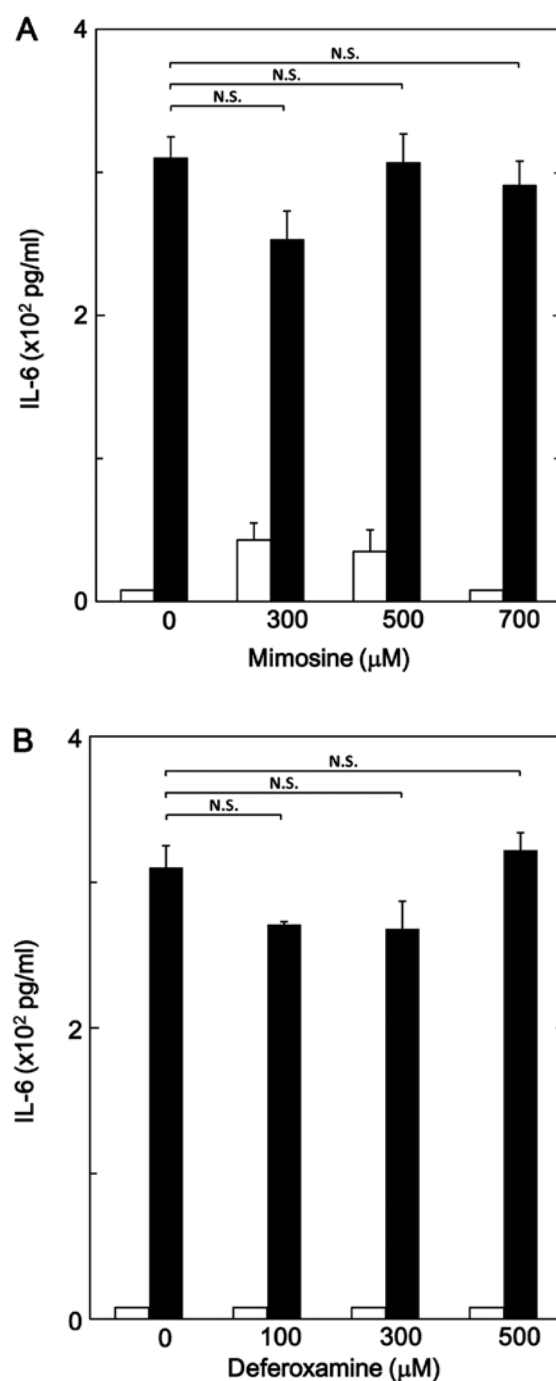 A
4
N.S.
N.S.
N.S.
2
IL-6 (x10² pg/ml)
0
0 300 500 700
Mimosine (μM)
B
4
N.S.
N.S.
N.S.
2
IL-6 (x10² pg/ml)
0
0 100 300 500
Deferoxamine (μM)